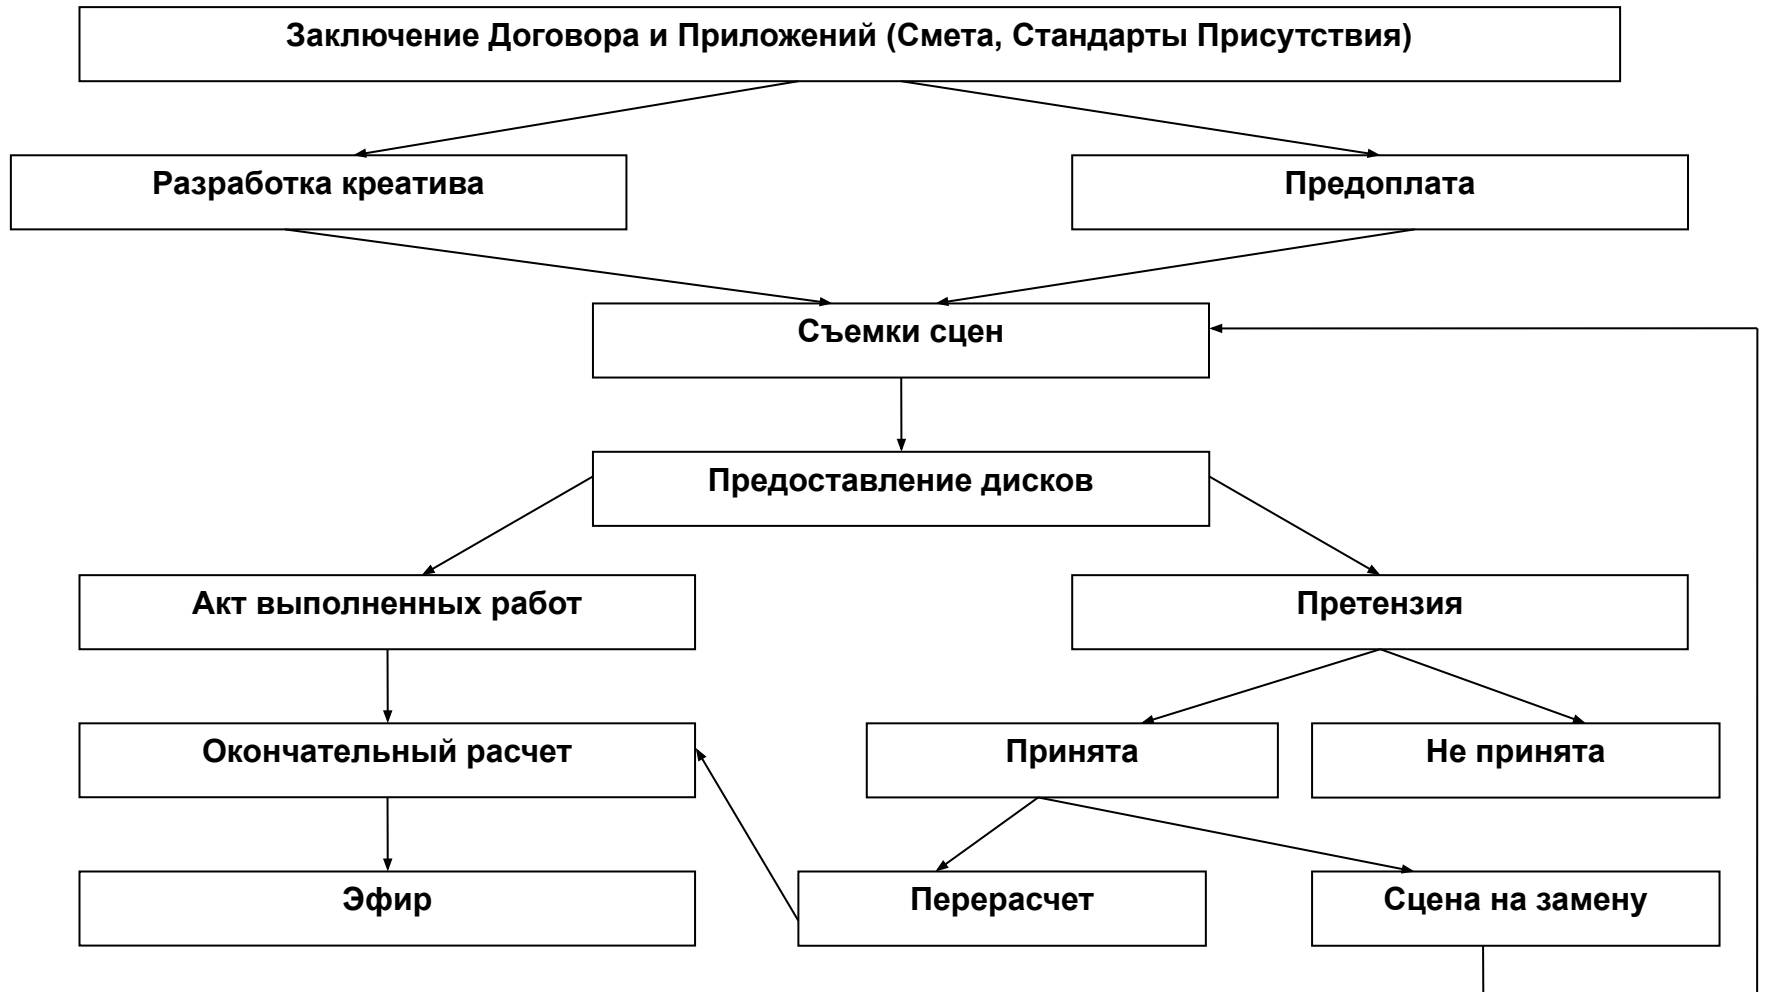 Заключение Договора и Приложений (Смета, Стандарты Присутствия)
Разработка креатива
Предоплата
Съемки сцен
Предоставление дисков
Акт выполненных работ
Претензия
Окончательный расчет
Принята
Не принята
Эфир
Перерасчет
Сцена на замену